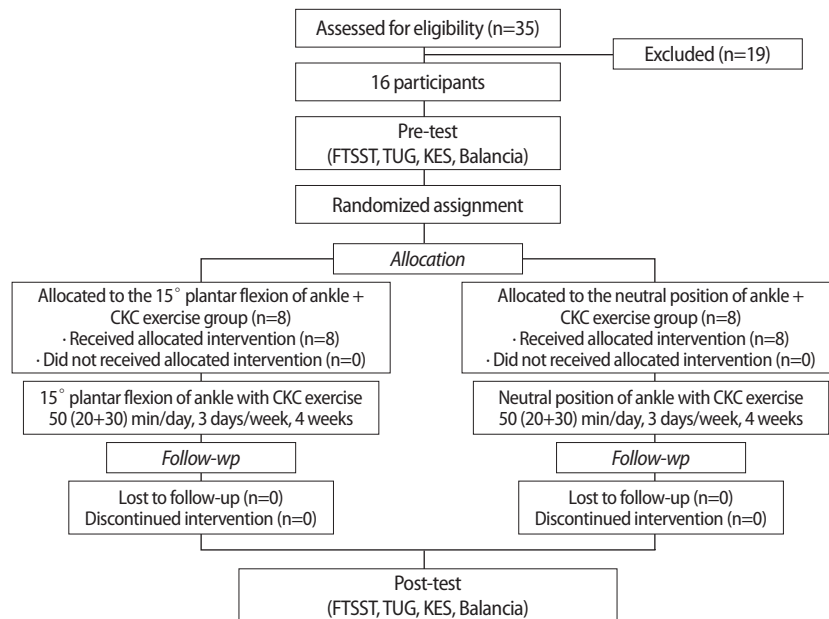 Assessed for eligibility (n=35)
Excluded (n=19)
16 participants
Pre-test
(FTSST, TUG, KES, Balancia)
Randomized assignment
Allocation
Allocated to the 15° plantar flexion of ankle +
CKC exercise group (n=8)
· Received allocated intervention (n=8)
· Did not received allocated intervention (n=0)
Allocated to the neutral position of ankle +
CKC exercise group (n=8)
· Received allocated intervention (n=8)
· Did not received allocated intervention (n=0)
15° plantar flexion of ankle with CKC exercise
50 (20+30) min/day, 3 days/week, 4 weeks
Neutral position of ankle with CKC exercise
50 (20+30) min/day, 3 days/week, 4 weeks
Follow-wp
Follow-wp
Lost to follow-up (n=0)
Discontinued intervention (n=0)
Lost to follow-up (n=0)
Discontinued intervention (n=0)
Post-test
(FTSST, TUG, KES, Balancia)